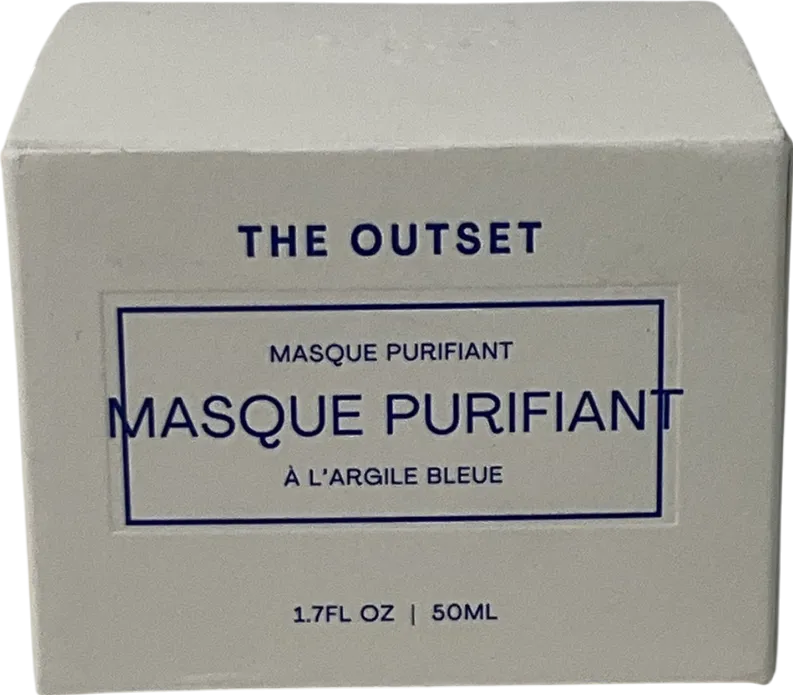 THE OUTSET
MASQUE PURIFIANT
MASQUE PURIFIANT
À L'ARGILE BLEUE
1.7FL OZ | 50ML